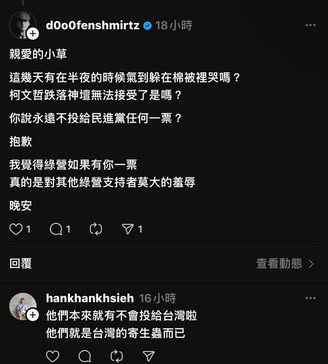 d0o0fenshmirtz 18小時
親愛的小草
這幾天有在半夜的時候氣到躲在棉被裡哭嗎？
柯文哲跌落神壇無法接受了是嗎？
你說永遠不投給民進黨任何一票？
抱歉
我覺得綠營如果有你一票
真的是對其他綠營支持者莫大的羞辱
晚安
1 1 1
回覆 查看動態
hankhankhsieh 16小時
他們本來就有不會投給台灣啦
他們就是台灣的寄生蟲而已